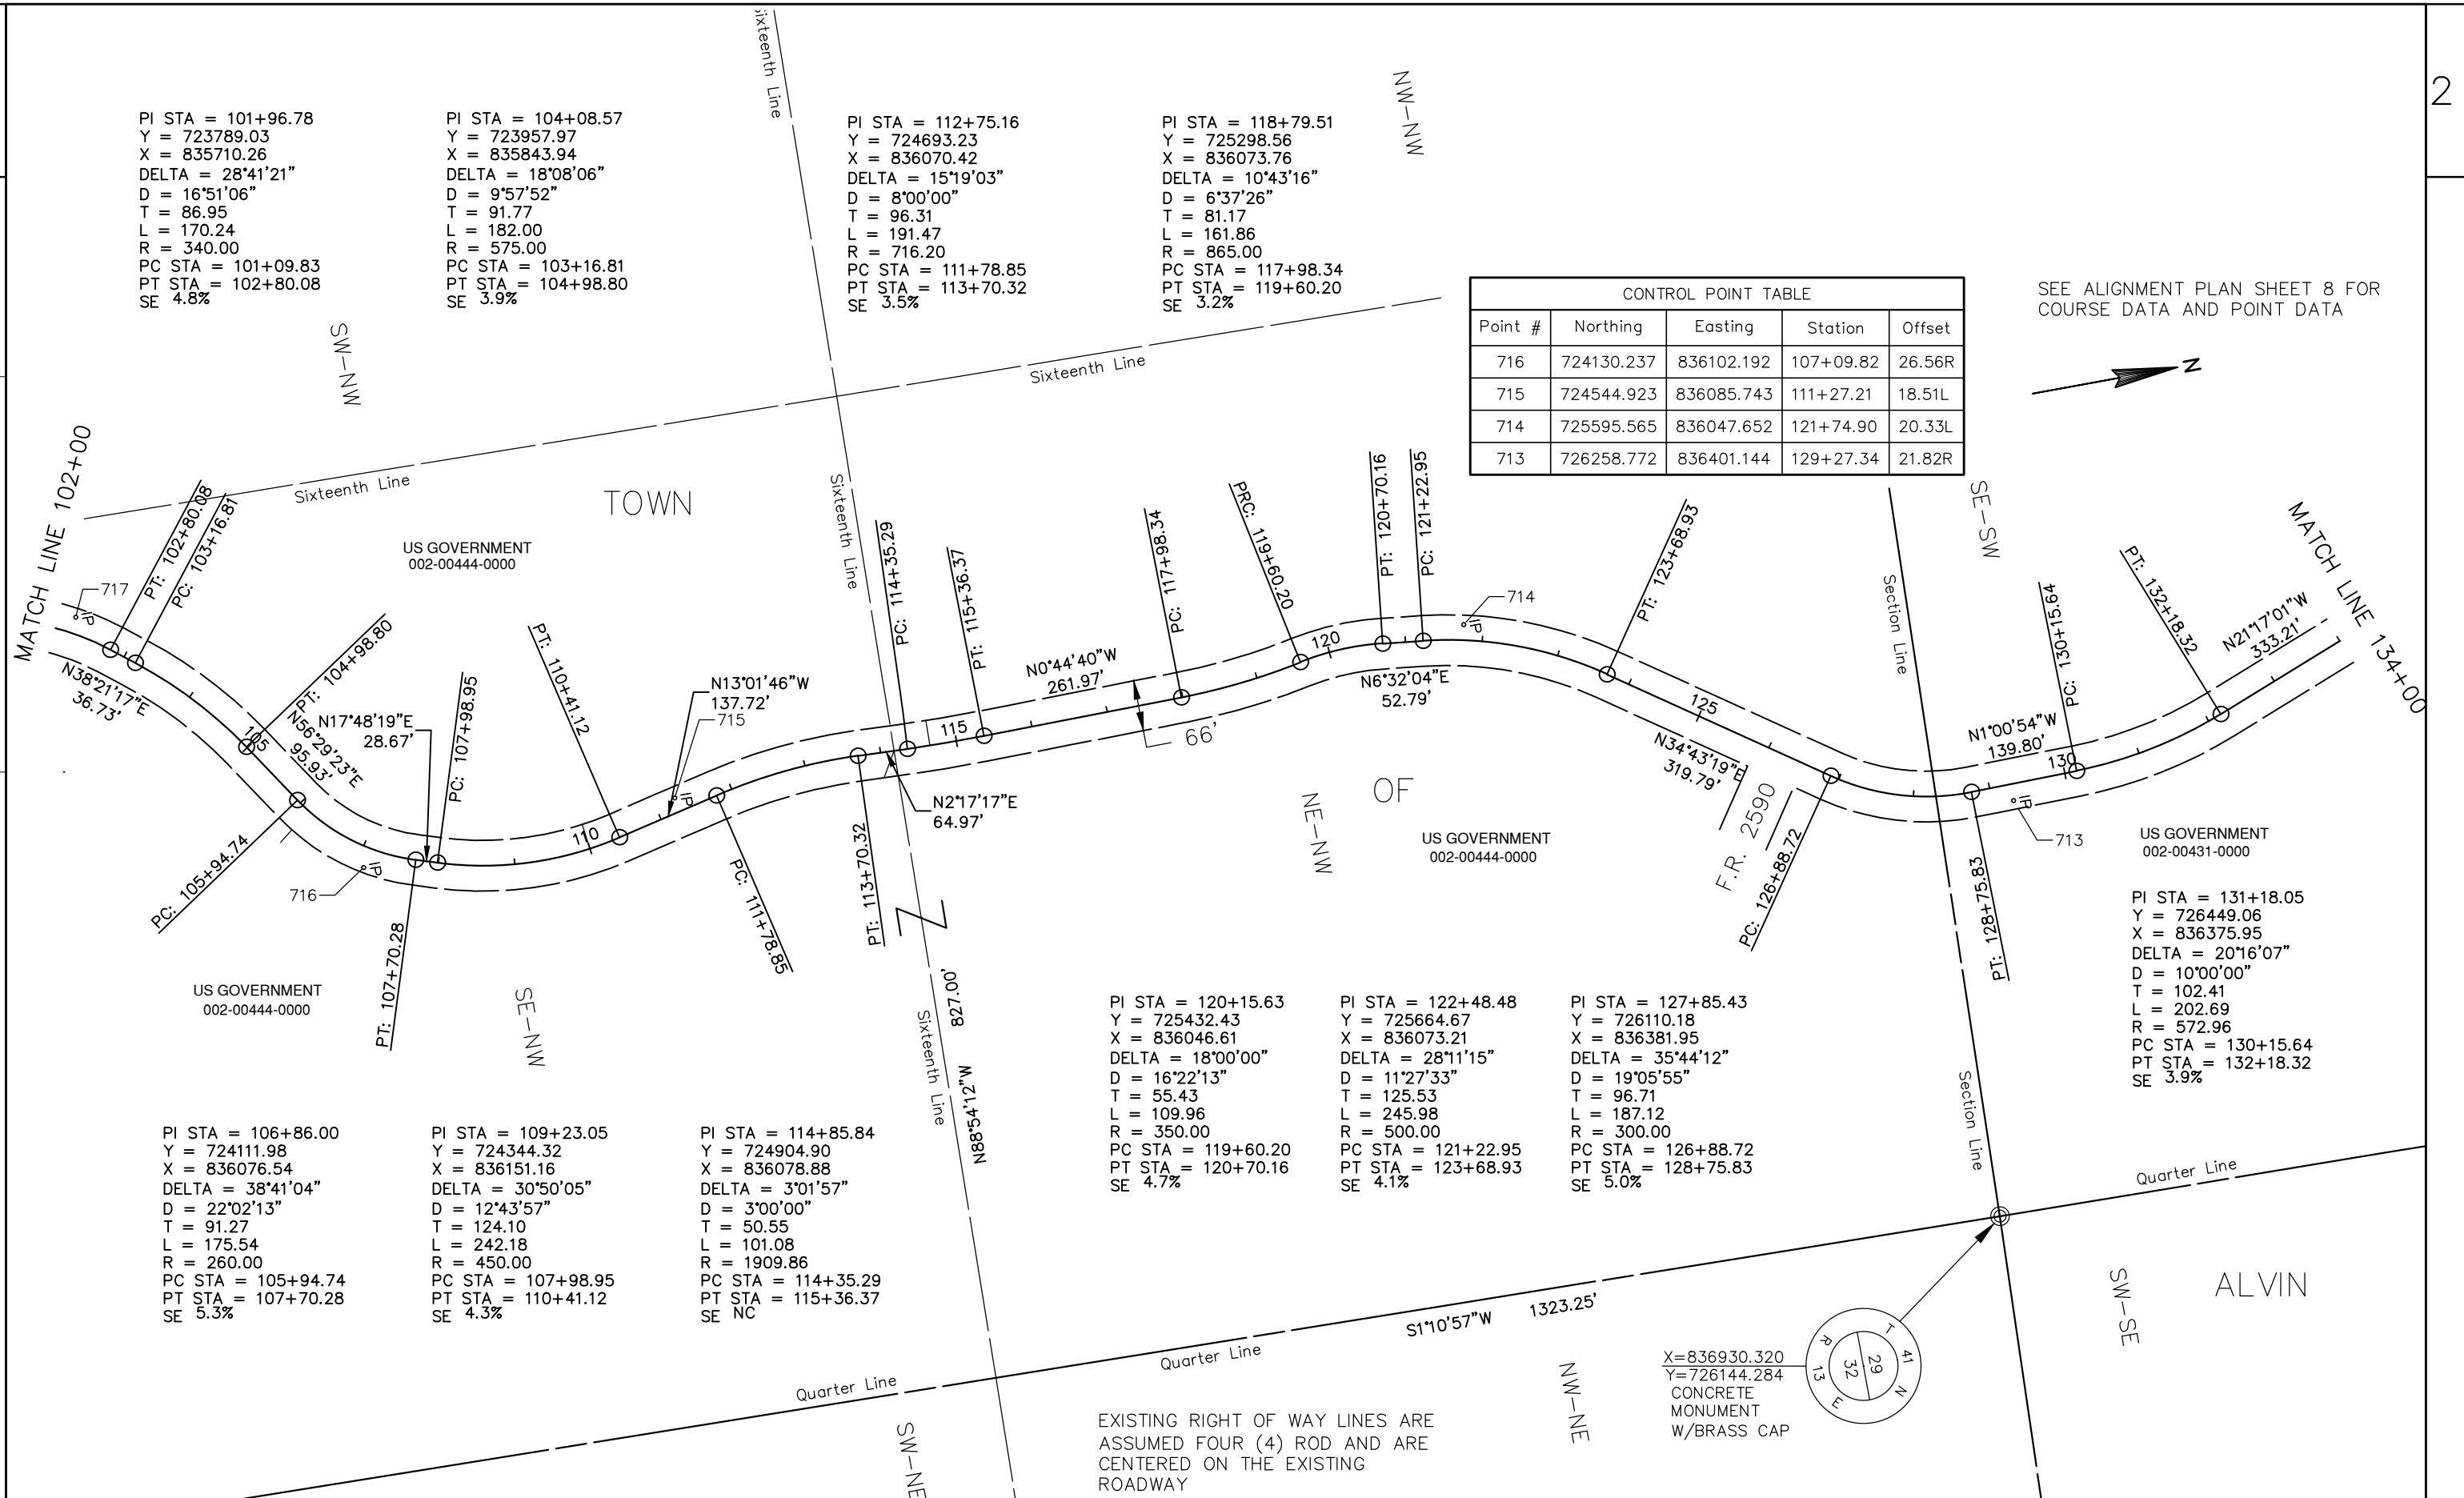 2
Sixteenth Line
NW-NW
PI STA = 101+96.78
Y = 723789.03
X = 835710.26
DELTA = 28°41'21"
D = 16°51'06"
T = 86.95
L = 170.24
R = 340.00
PC STA = 101+09.83
PT STA = 102+80.08
SE 4.8%
PI STA = 104+08.57
Y = 723957.97
X = 835843.94
DELTA = 18°08'06"
D = 9°57'52"
T = 91.77
L = 182.00
R = 575.00
PC STA = 103+16.81
PT STA = 104+98.80
SE 3.9%
PI STA = 112+75.16
Y = 724693.23
X = 836070.42
DELTA = 15°19'03"
D = 8°00'00"
T = 96.31
L = 191.47
R = 716.20
PC STA = 111+78.85
PT STA = 113+70.32
SE 3.5%
PI STA = 118+79.51
Y = 725298.56
X = 836073.76
DELTA = 10°43'16"
D = 6°37'26"
T = 81.17
L = 161.86
R = 865.00
PC STA = 117+98.34
PT STA = 119+60.20
SE 3.2%
CONTROL POINT TABLE
Point # Northing Easting Station Offset
716 724130.237 836102.192 107+09.82 26.56R
715 724544.923 836085.743 111+27.21 18.51L
714 725595.565 836047.652 121+74.90 20.33L
713 726258.772 836401.144 129+27.34 21.82R
SEE ALIGNMENT PLAN SHEET 8 FOR
COURSE DATA AND POINT DATA
N
SW-NW
Sixteenth Line
Sixteenth Line
TOWN
Sixteenth Line
SE-SW
MATCH LINE 102+00
717
IP
PT: 102+80.08
PC: 103+16.81
US GOVERNMENT
002-00444-0000
N38°21'17"E
36.73'
PT: 104+98.80
105
N56°29'23"E
95.93'
N17°48'19"E
28.67'
PC: 107+98.95
PT: 110+41.12
N13°01'46"W
137.72'
715
IP
110
PC: 105+94.74
716
IP
PT: 107+70.28
PC: 111+78.85
PT: 113+70.32
PC: 114+35.29
115
PT: 115+36.37
N2°17'17"E
64.97'
N0°44'40"W
261.97'
66'
PC: 117+98.34
PRC: 119+60.20
120
PT: 120+70.16
PC: 121+22.95
N6°32'04"E
52.79'
714
IP
PT: 123+68.93
125
N34°43'19"E
319.79'
F.R. 2590
PC: 126+88.72
Section Line
PT: 128+75.83
N1°00'54"W
139.80'
130
PC: 130+15.64
713
IP
PT: 132+18.32
N21°17'01"W
333.21'
MATCH LINE 134+00
OF
NE-NW
US GOVERNMENT
002-00444-0000
US GOVERNMENT
002-00431-0000
US GOVERNMENT
002-00444-0000
SE-NW
Z
Sixteenth Line
N88°54'12"W 827.00'
PI STA = 131+18.05
Y = 726449.06
X = 836375.95
DELTA = 20°16'07"
D = 10°00'00"
T = 102.41
L = 202.69
R = 572.96
PC STA = 130+15.64
PT STA = 132+18.32
SE 3.9%
PI STA = 120+15.63
Y = 725432.43
X = 836046.61
DELTA = 18°00'00"
D = 16°22'13"
T = 55.43
L = 109.96
R = 350.00
PC STA = 119+60.20
PT STA = 120+70.16
SE 4.7%
PI STA = 122+48.48
Y = 725664.67
X = 836073.21
DELTA = 28°11'15"
D = 11°27'33"
T = 125.53
L = 245.98
R = 500.00
PC STA = 121+22.95
PT STA = 123+68.93
SE 4.1%
PI STA = 127+85.43
Y = 726110.18
X = 836381.95
DELTA = 35°44'12"
D = 19°05'55"
T = 96.71
L = 187.12
R = 300.00
PC STA = 126+88.72
PT STA = 128+75.83
SE 5.0%
PI STA = 106+86.00
Y = 724111.98
X = 836076.54
DELTA = 38°41'04"
D = 22°02'13"
T = 91.27
L = 175.54
R = 260.00
PC STA = 105+94.74
PT STA = 107+70.28
SE 5.3%
PI STA = 109+23.05
Y = 724344.32
X = 836151.16
DELTA = 30°50'05"
D = 12°43'57"
T = 124.10
L = 242.18
R = 450.00
PC STA = 107+98.95
PT STA = 110+41.12
SE 4.3%
PI STA = 114+85.84
Y = 724904.90
X = 836078.88
DELTA = 3°01'57"
D = 3°00'00"
T = 50.55
L = 101.08
R = 1909.86
PC STA = 114+35.29
PT STA = 115+36.37
SE NC
Section Line
Quarter Line
SW-SE
ALVIN
S1°10'57"W 1323.25'
Quarter Line
Quarter Line
SW-NE
NW-NE
X=836930.320
Y=726144.284
CONCRETE
MONUMENT
W/BRASS CAP
T 41 N
R 13 E
29
32
EXISTING RIGHT OF WAY LINES ARE
ASSUMED FOUR (4) ROD AND ARE
CENTERED ON THE EXISTING
ROADWAY